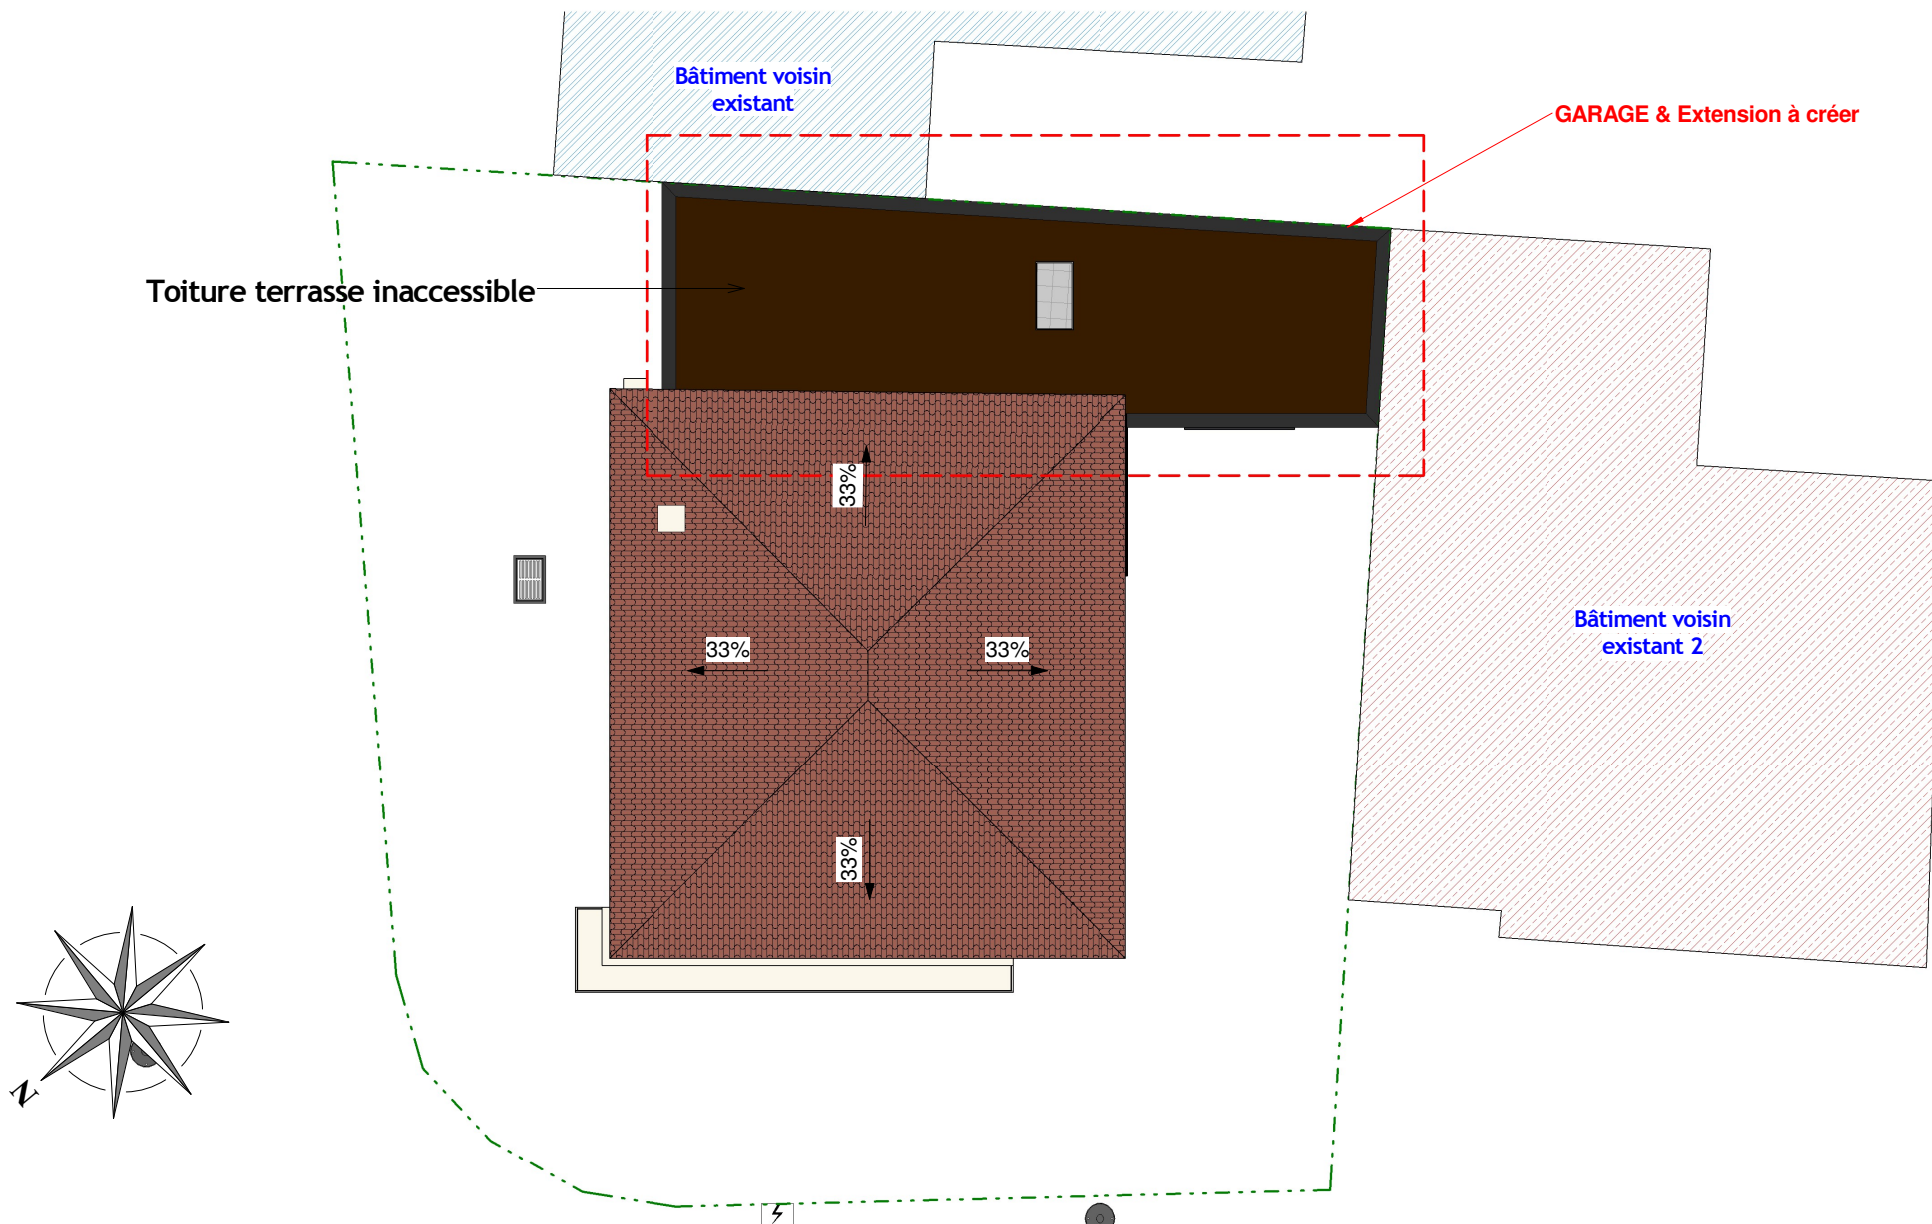 Bâtiment voisin
existant
GARAGE & Extension à créer
Toiture terrasse inaccessible
33%
33%
33%
Bâtiment voisin
existant 2
33%
N